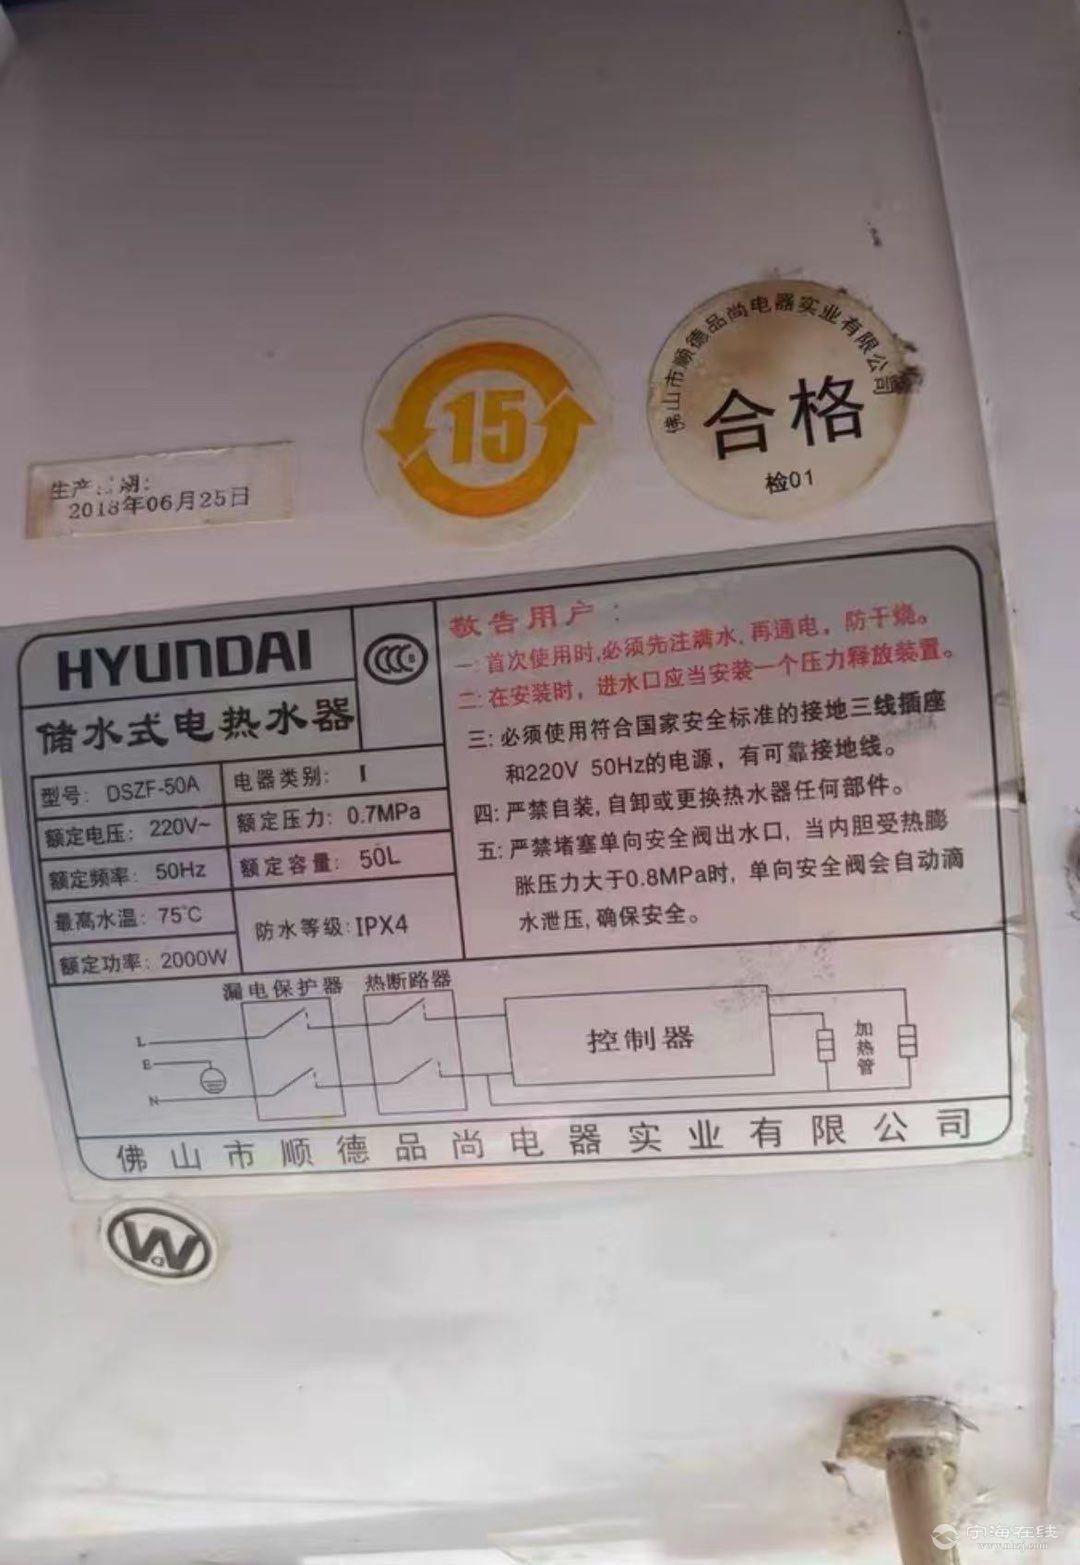 佛山市顺德品尚电器实业有限公司
合格
检01
15
生产
2018年06月25日
HYUNDAI
储水式电热水器
型号: DSZF-50A
电器类别: I
额定电压: 220V~
额定压力: 0.7MPa
额定频率: 50Hz
额定容量: 50L
最高水温: 75℃
防水等级: IPX4
额定功率: 2000W
敬告用户:
一: 首次使用时,必须先注满水、再通电,防干烧。
二: 在安装时,进水口应当安装一个压力释放装置。
三: 必须使用符合国家安全标准的接地三线插座
和220V 50Hz的电源,有可靠接地线。
四: 严禁自装,自卸或更换热水器任何部件。
五: 严禁堵塞单向安全阀出水口,当内胆受热膨
胀压力大于0.8MPa时,单向安全阀会自动滴
水泄压,确保安全。
漏电保护器
热断路器
L
E
N
控制器
加热管
佛山市顺德品尚电器实业有限公司
W
宁海在线
www.nhzj.com